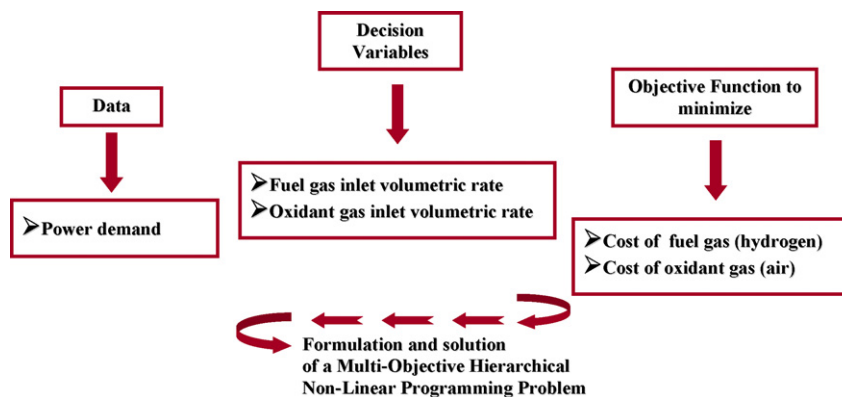 Data
Power demand
Decision
Variables
➢Fuel gas inlet volumetric rate
➢Oxidant gas inlet volumetric rate
Objective Function to
minimize
➢Cost of fuel gas (hydrogen)
➢Cost of oxidant gas (air)
Formulation and solution
of a Multi-Objective Hierarchical
Non-Linear Programming Problem